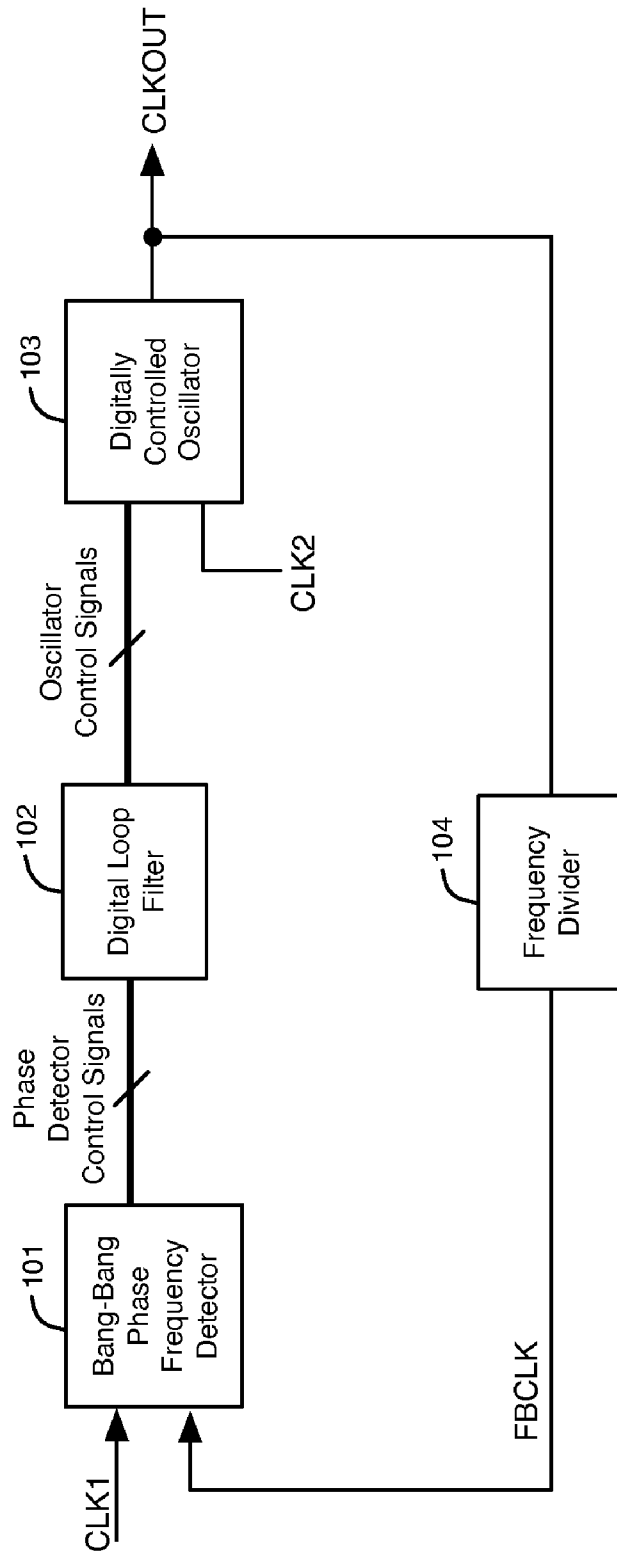 CLK1
101
Bang-Bang
Phase
Frequency
Detector
Phase
Detector
Control Signals
102
Digital Loop
Filter
Oscillator
Control Signals
103
Digitally
Controlled
Oscillator
CLK2
CLKOUT
104
Frequency
Divider
FBCLK